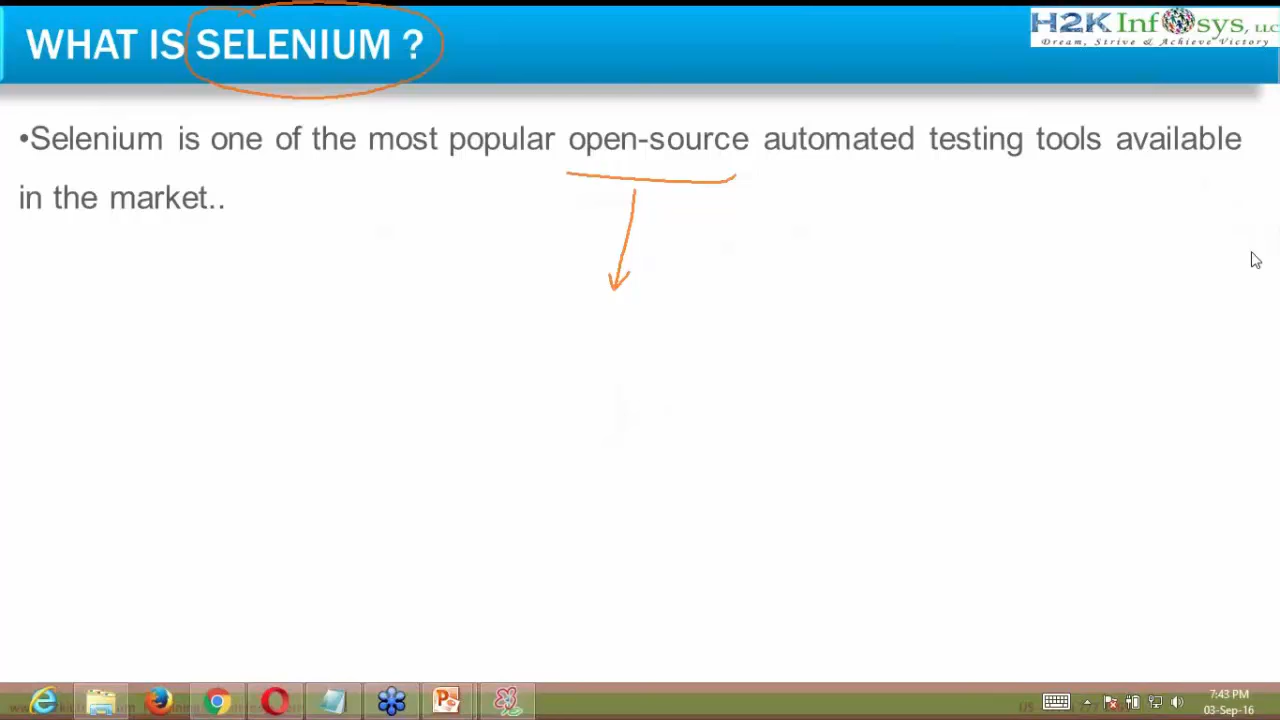 WHAT IS SELENIUM ?
H2K Infosys, LLC
Dream, Strive & Achieve Victory
•Selenium is one of the most popular open-source automated testing tools available
in the market..
7:43 PM
03-Sep-16